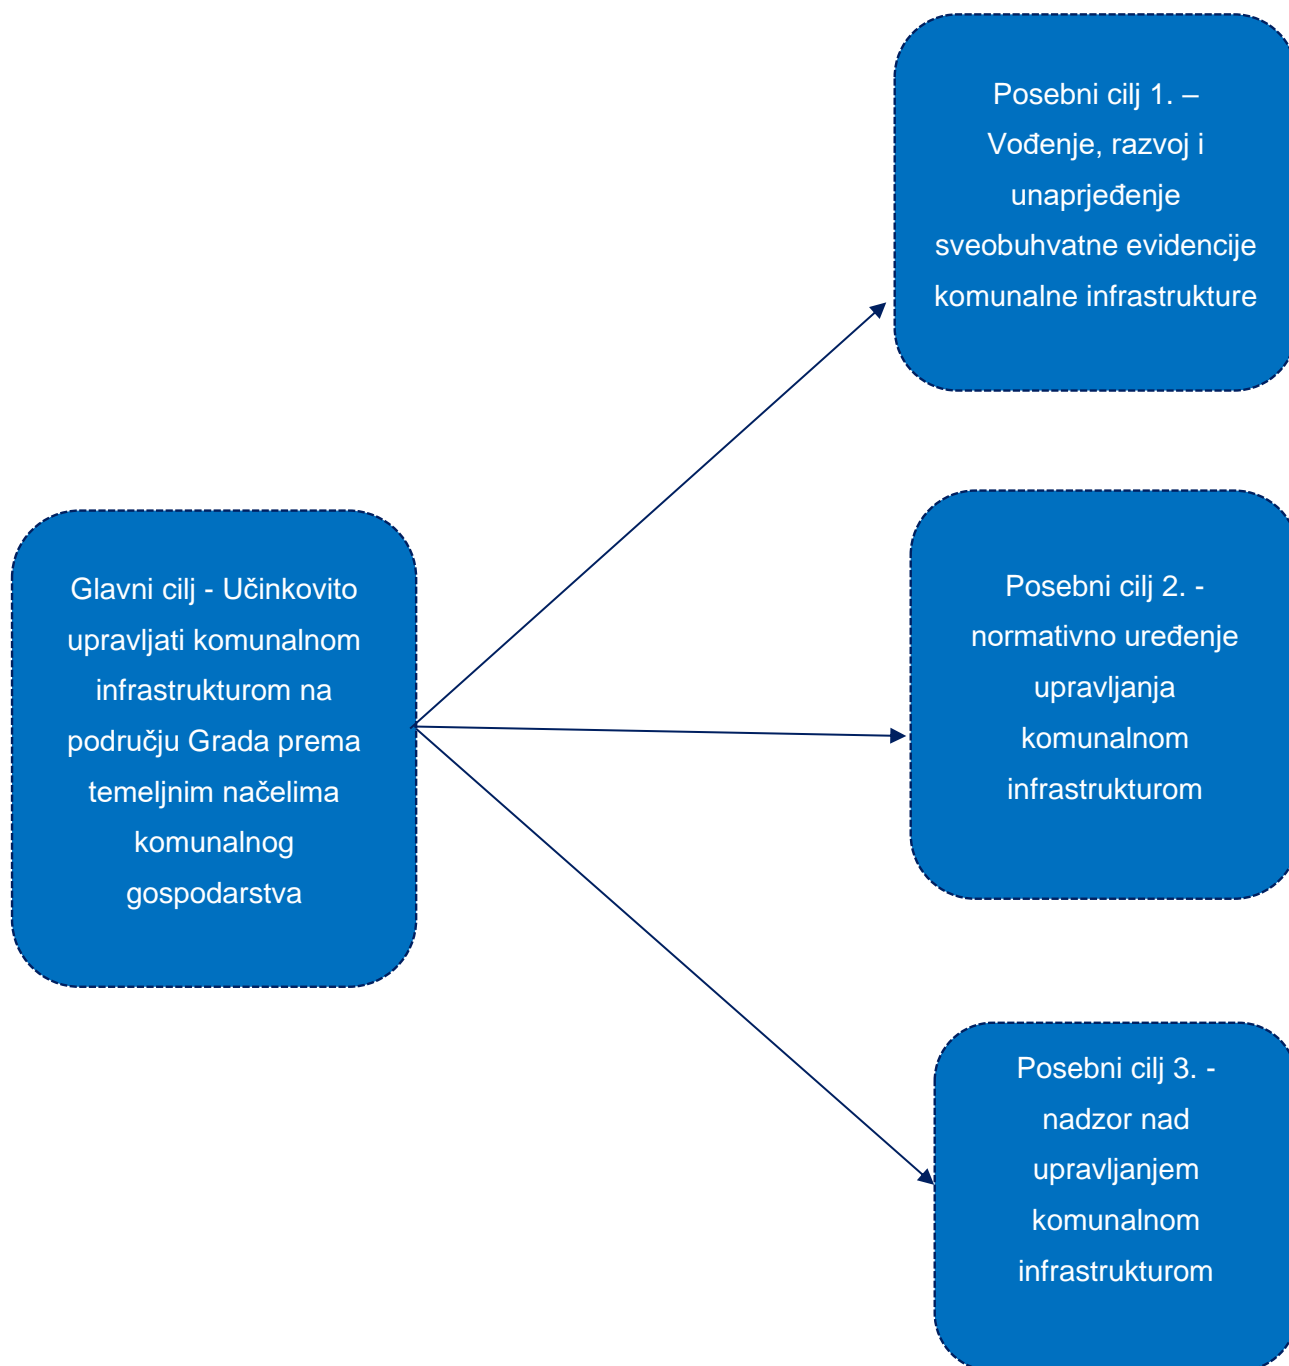 Posebni cilj 1. –
Vođenje, razvoj i
unaprjeđenje
sveobuhvatne evidencije
komunalne infrastrukture
Glavni cilj - Učinkovito
upravljati komunalnom
infrastrukturom na
području Grada prema
temeljnim načelima
komunalnog
gospodarstva
Posebni cilj 2. -
normativno uređenje
upravljanja
komunalnom
infrastrukturom
Posebni cilj 3. -
nadzor nad
upravljanjem
komunalnom
infrastrukturom